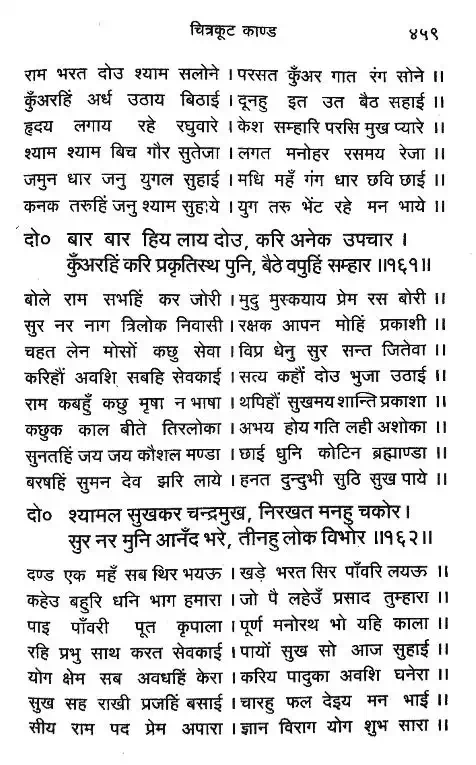 चित्रकूट काण्ड
४५९
राम भरत दोउ श्याम सलोने । परसत कुँअर गात रंग सोने ॥
कुँअरहिं अर्ध उठाय बिठाई । दूनहु इत उत बैठ सहाई ॥
हृदय लगाय रहे रघुवारे । केश सम्हारि परसि मुख प्यारे ॥
श्याम श्याम बिच गौर सुतेजा । लगत मनोहर रसमय रेजा ॥
जमुन धार जनु युगल सुहाई । मधि महँ गंग धार छवि छाई ॥
कनक तरुहिं जनु श्याम सुहाये । युग तरु भेंट रहे मन भाये ॥
दो० बार बार हिय लाय दोउ, करि अनेक उपचार ।
कुँअरहिं करि प्रकृतिस्थ पुनि, बैठे वपुहिं सम्हार ॥१६१॥
बोले राम सभहिं कर जोरी । मुदु मुस्कयाय प्रेम रस बोरी ॥
सुर नर नाग त्रिलोक निवासी । रक्षक आपन मोहिं प्रकाशी ॥
चहत लेन मोसों कछु सेवा । विप्र धेनु सुर सन्त जितेवा ॥
करिहौं अवशि सबहि सेवकाई । सत्य कहौं दोउ भुजा उठाई ॥
राम कबहुँ कछु मृषा न भाषा । थपिहौं सुखमय शान्ति प्रकाशा ॥
कछुक काल बीते तिरलोका । अभय होय गति लही अशोका ॥
सुनतहिं जय जय कौशल मण्डा । छाई धुनि कोटिन ब्रह्माण्डा ॥
बरषहिं सुमन देव झरि लाये । हनत दुन्दुभी सुठि सुख पाये ॥
दो० श्यामल सुखकर चन्द्रमुख, निरखत मनहु चकोर ।
सुर नर मुनि आनँद भरे, तीनहु लोक विभोर ॥१६२॥
दण्ड एक महँ सब थिर भयऊ । खड़े भरत सिर पाँवरि लयऊ ॥
कहेउ बहुरि धनि भाग हमारा । जो पै लहेउँ प्रसाद तुम्हारा ॥
पाइ पाँवरी पूत कृपाला । पूर्ण मनोरथ भो यहि काला ॥
रहि प्रभु साथ करत सेवकाई । पायों सुख सो आज सुहाई ॥
योग क्षेम सब अवधहिं केरा । करिय पादुका अवशि घनेरा ॥
सुख सह राखी प्रजहिं बसाई । चारहु फल देइय मन भाई ॥
सीय राम पद प्रेम अपारा । ज्ञान विराग योग शुभ सारा ॥